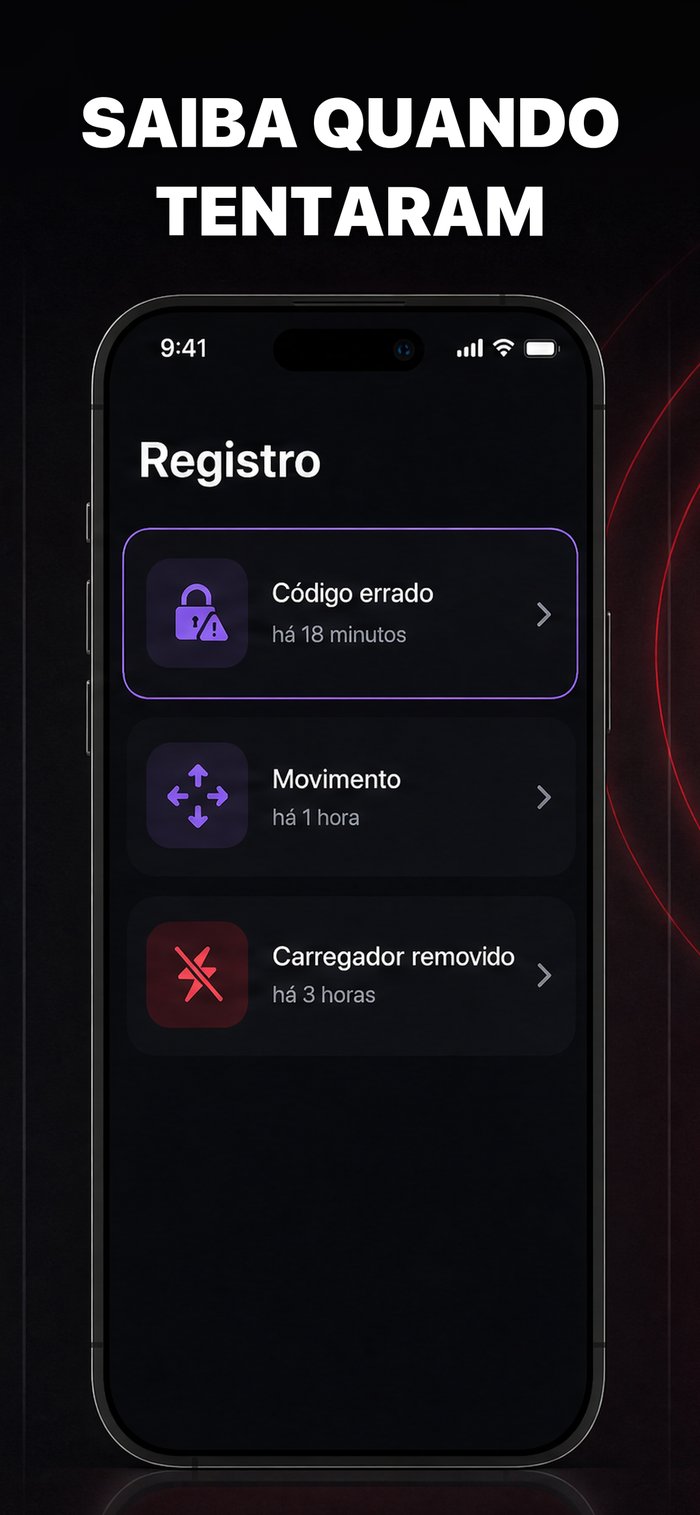 SAIBA QUANDO
TENTARAM
9:41
Registro
Código errado
há 18 minutos
Movimento
há 1 hora
Carregador removido
há 3 horas